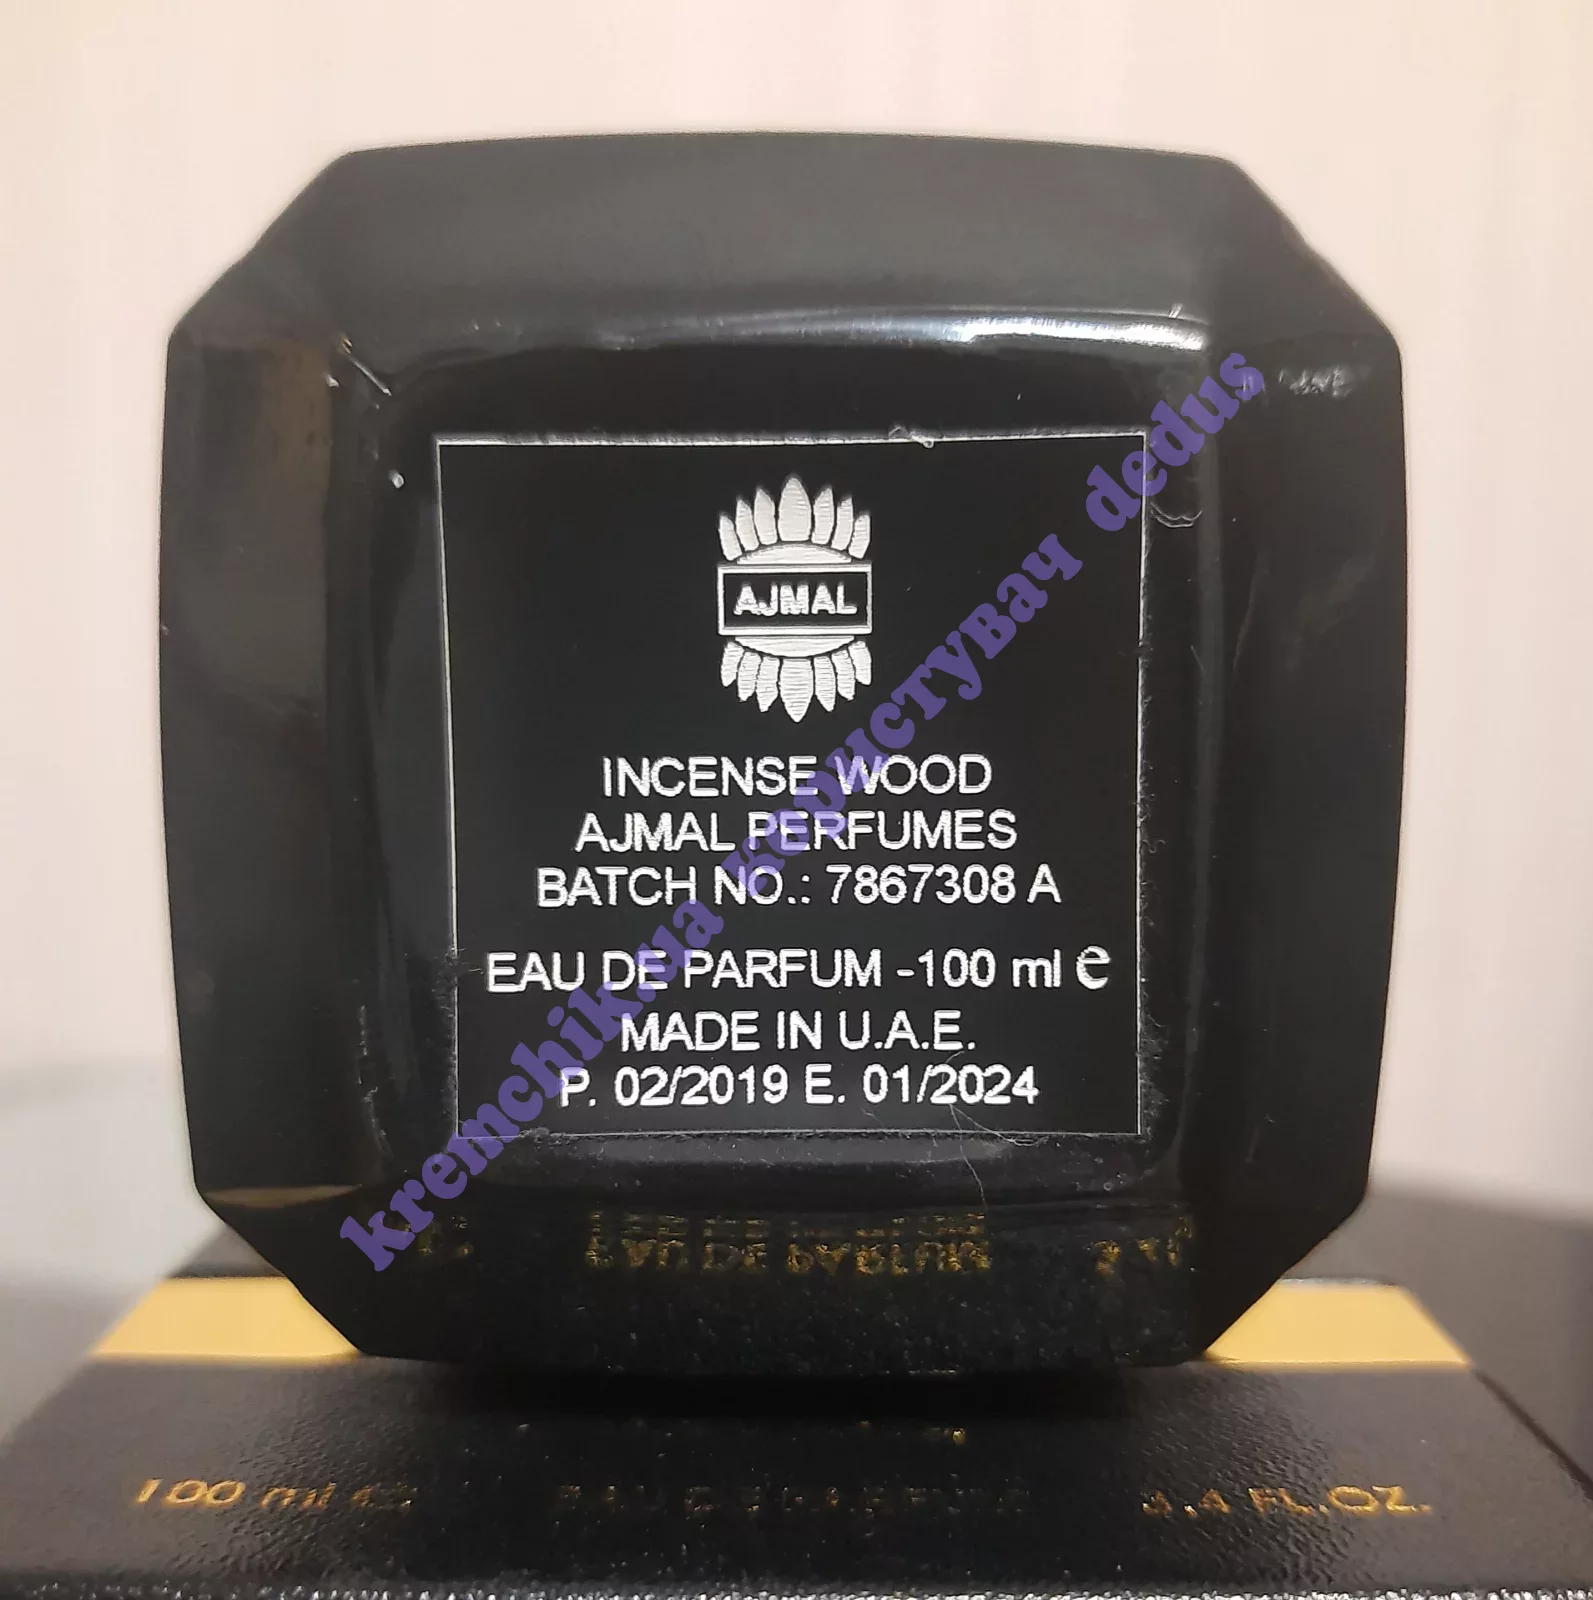 AJMAL
INCENSE WOOD
AJMAL PERFUMES
BATCH NO.: 7867308 A
EAU DE PARFUM -100 ml e
MADE IN U.A.E.
P. 02/2019 E. 01/2024
kremchik.ua користувач dedus
100 ml
3.4 FL.OZ.